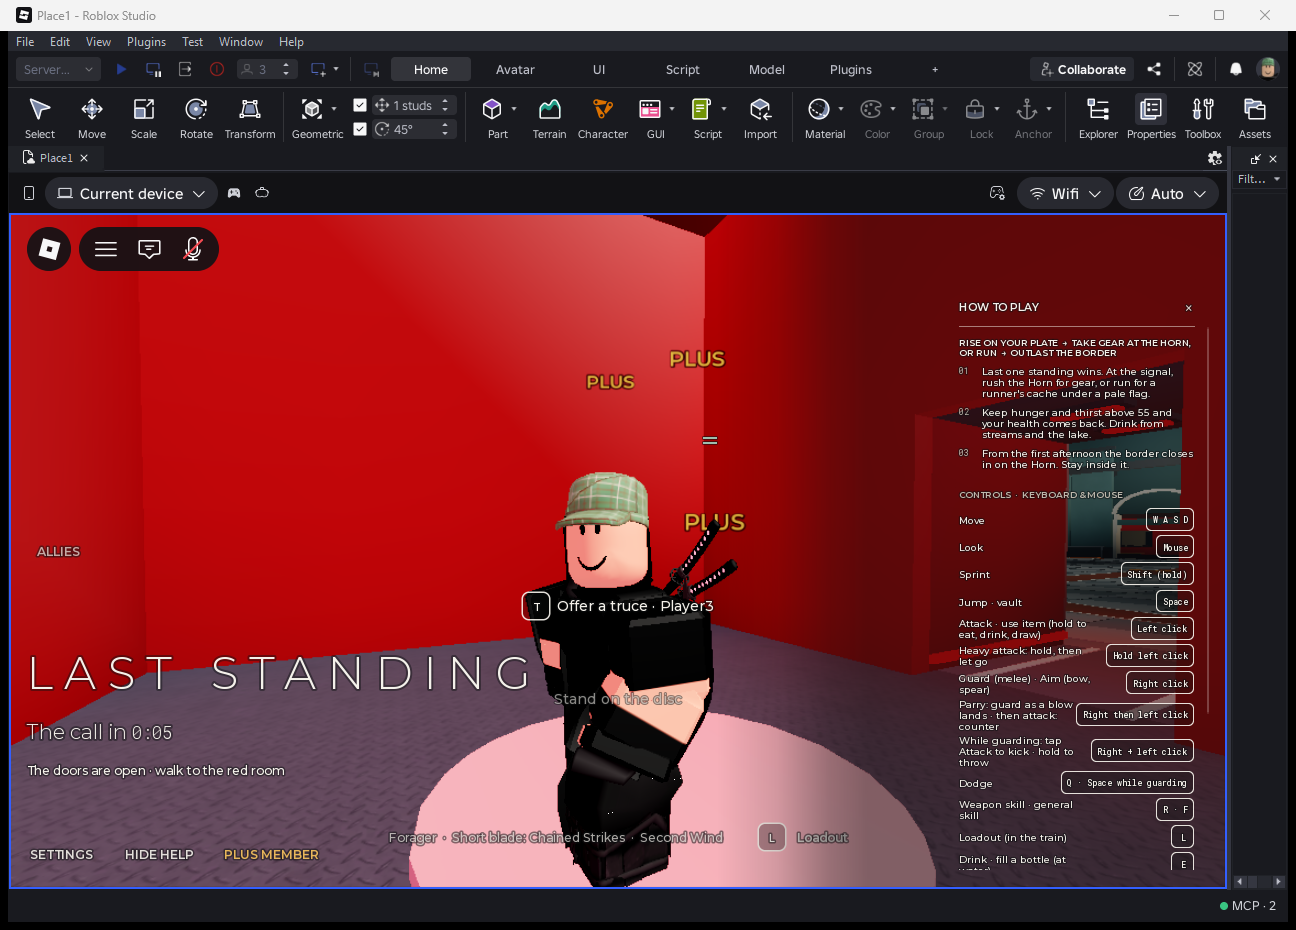 Place1 - Roblox Studio
File Edit View Plugins Test Window Help
Server... 3 Home Avatar UI Script Model Plugins + Collaborate
1 studs
45°
Select Move Scale Rotate Transform Geometric Part Terrain Character GUI Script Import Material Color Group Lock Anchor Explorer Properties Toolbox Assets
Place1
Filt...
Current device Wifi Auto
HOW TO PLAY ×
RISE ON YOUR PLATE → TAKE GEAR AT THE HORN,
OR RUN → OUTLAST THE BORDER
01 Last one standing wins. At the signal,
rush the Horn for gear, or run for a
runner's cache under a pale flag.
02 Keep hunger and thirst above 55 and
your health comes back. Drink from
streams and the lake.
03 From the first afternoon the border closes
in on the Horn. Stay inside it.
CONTROLS · KEYBOARD & MOUSE
Move W A S D
Look Mouse
Sprint Shift (hold)
Jump · vault Space
Attack · use item (hold to
eat, drink, draw) Left click
Heavy attack: hold, then
let go Hold left click
Guard (melee) · Aim (bow,
spear) Right click
Parry: guard as a blow
lands · then attack:
counter Right then left click
While guarding: tap
Attack to kick · hold to
throw Right + left click
Dodge Q · Space while guarding
Weapon skill · general
skill R · F
Loadout (in the train) L
Drink · fill a bottle (at
water) E
PLUS
PLUS
PLUS
ALLIES
T Offer a truce · Player3
LAST STANDING
Stand on the disc
The call in 0:05
The doors are open · walk to the red room
Forager · Short blade: Chained Strikes · Second Wind L Loadout
SETTINGS HIDE HELP PLUS MEMBER
MCP · 2